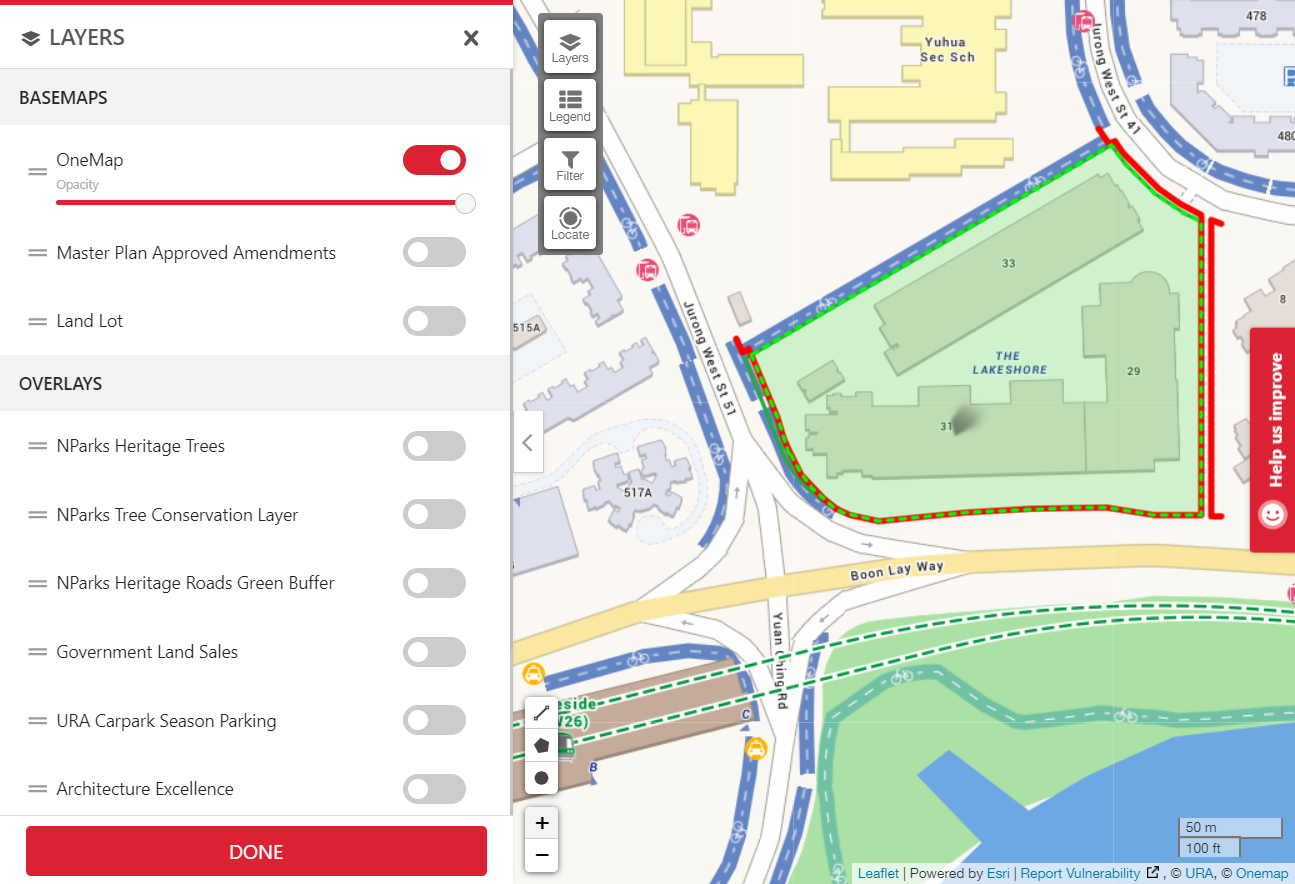 LAYERS
BASEMAPS
OneMap
Opacity
Master Plan Approved Amendments
Land Lot
OVERLAYS
NParks Heritage Trees
NParks Tree Conservation Layer
NParks Heritage Roads Green Buffer
Government Land Sales
URA Carpark Season Parking
Architecture Excellence
DONE
Layers
Legend
Filter
Locate
Yuhua
Sec Sch
Jurong West St 41
478
P
480
33
THE
LAKESHORE
29
31
8
515A
Jurong West St 51
517A
Help us improve
Boon Lay Way
Yuan Ching Rd
eside
26)
C
B
+
−
50 m
100 ft
Leaflet | Powered by Esri | Report Vulnerability , © URA, © Onemap